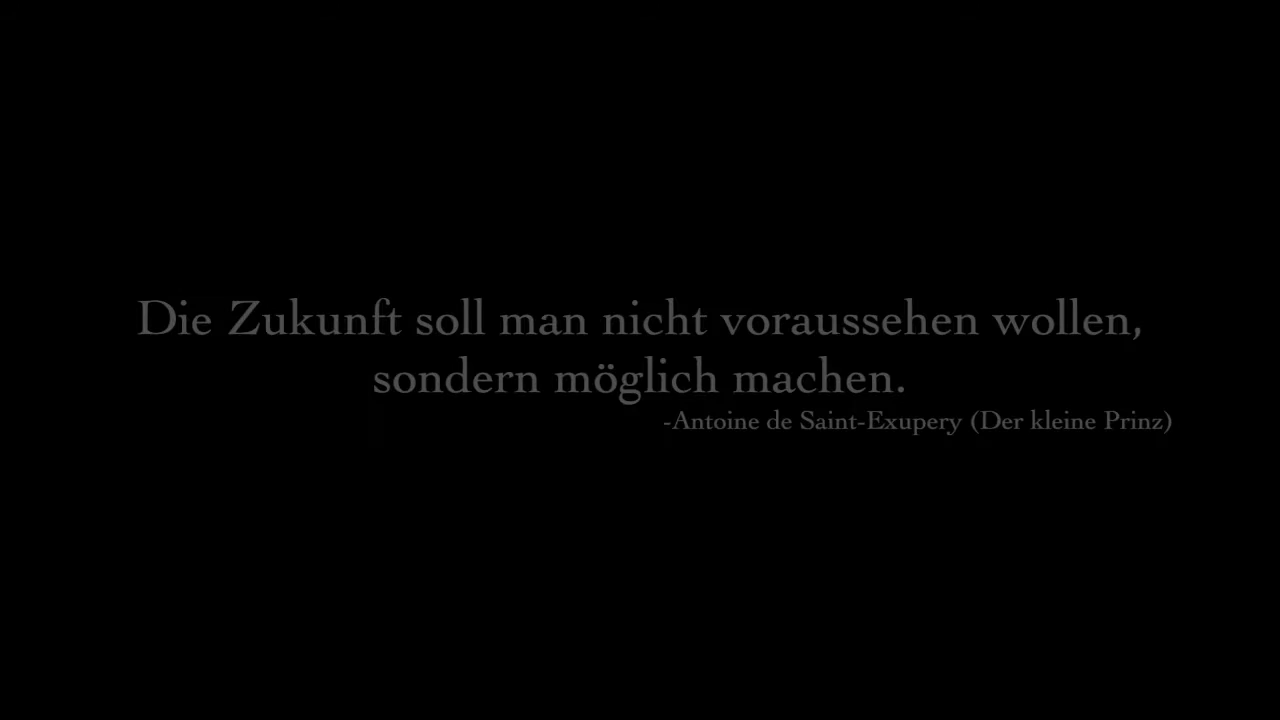 Die Zukunft soll man nicht voraussehen wollen,
sondern möglich machen.
-Antoine de Saint-Exupery (Der kleine Prinz)